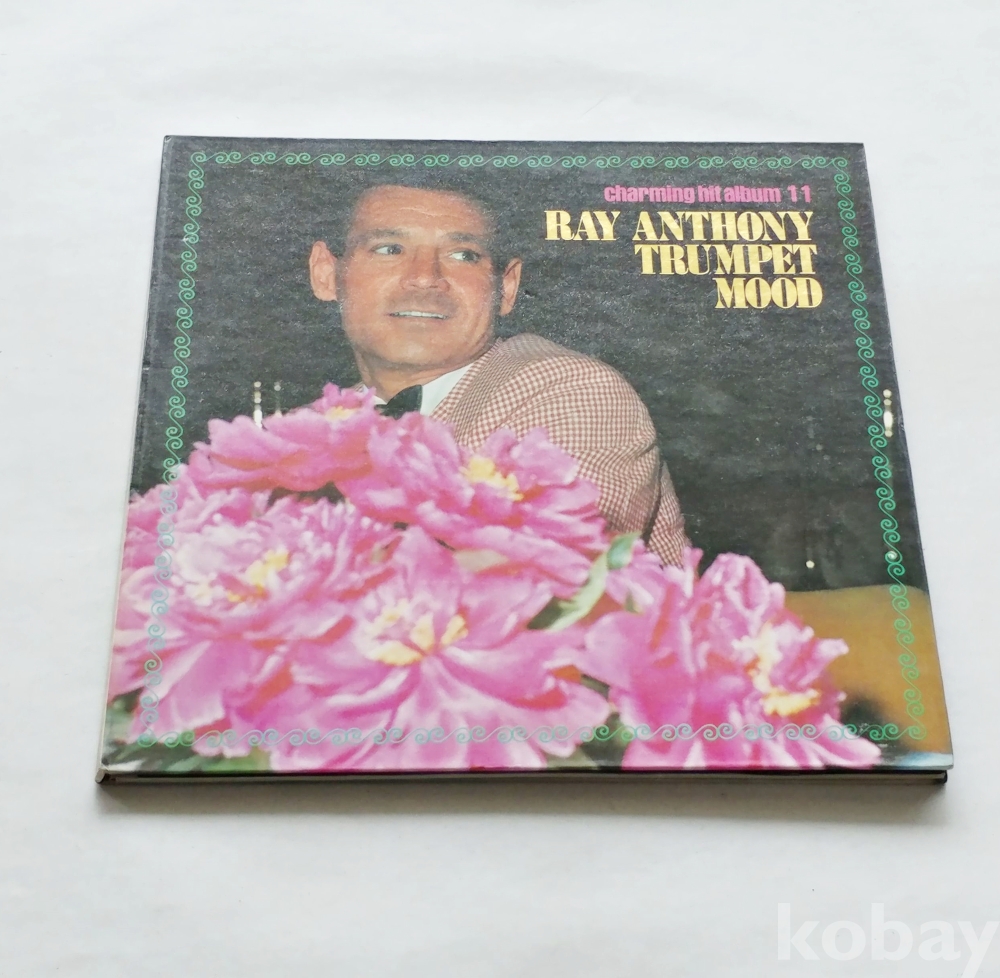 charming hit album 11
RAY ANTHONY
TRUMPET
MOOD
kobay